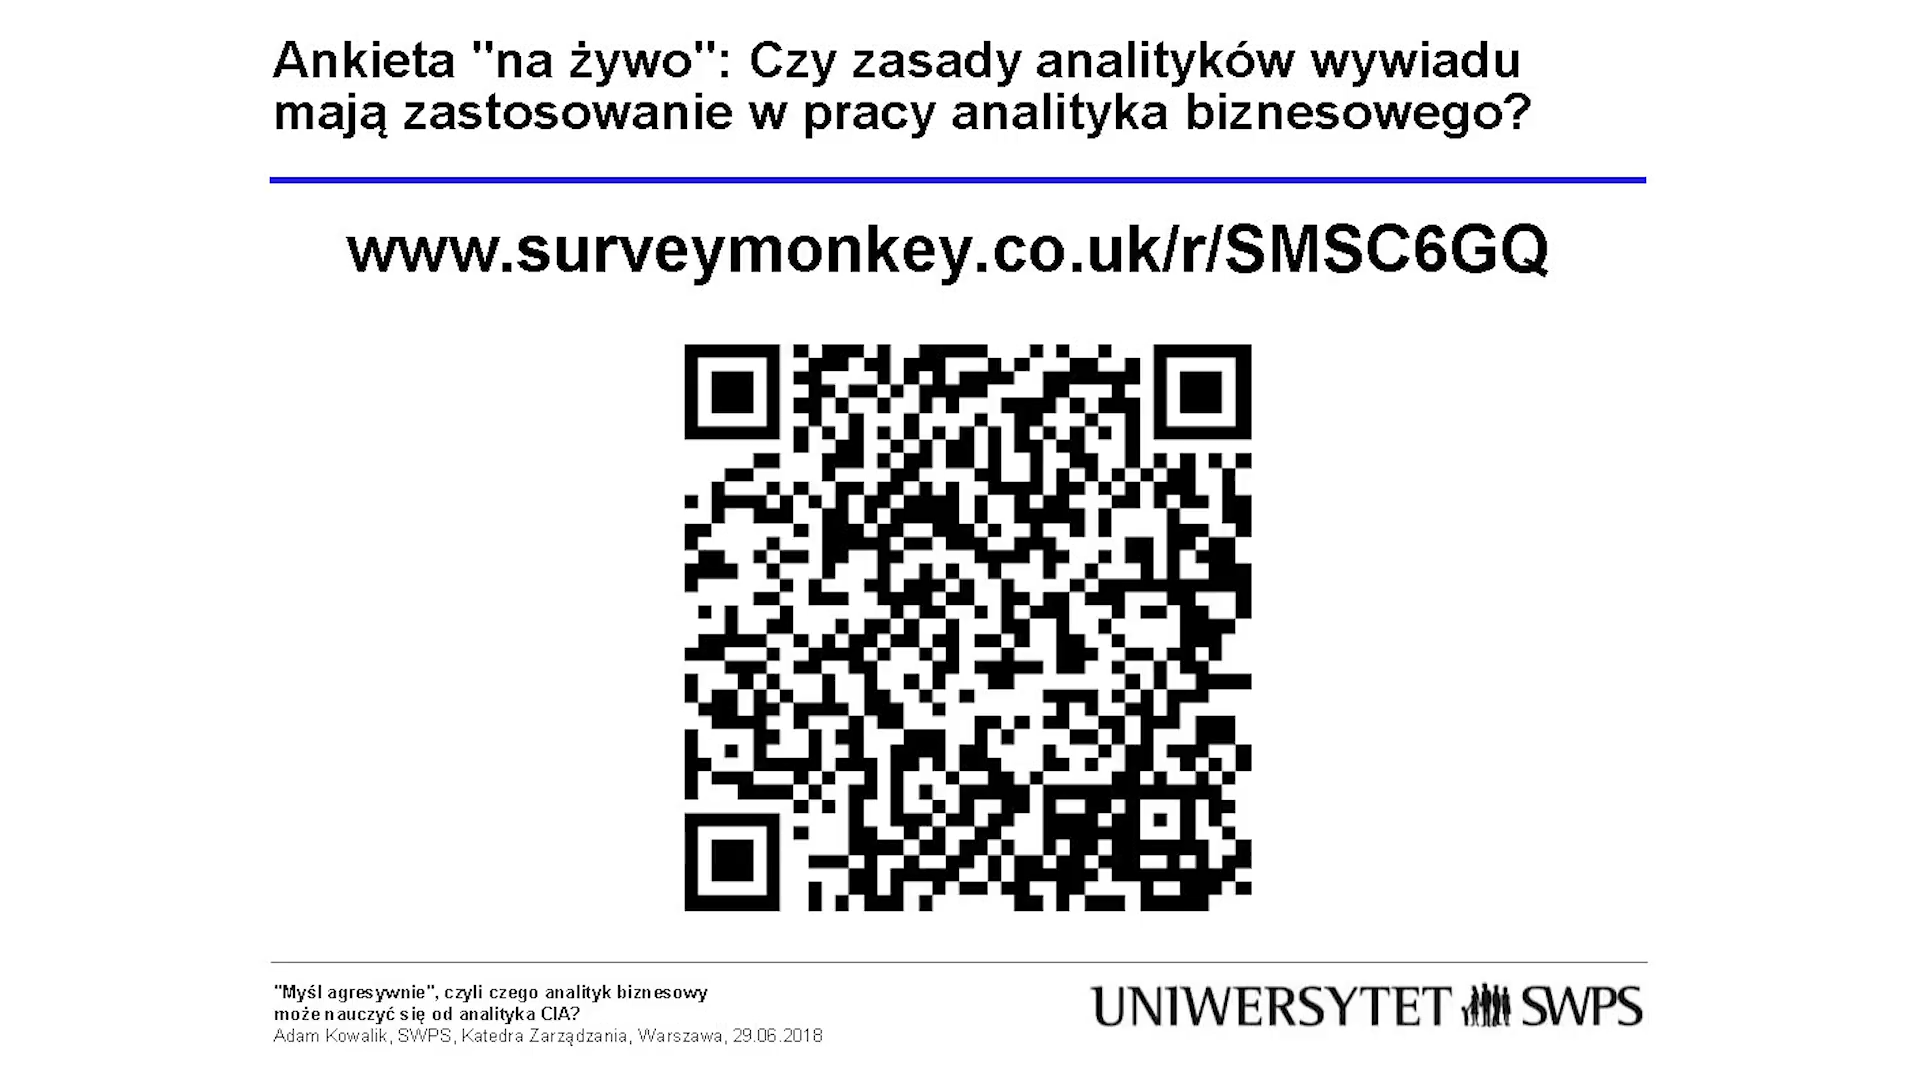 Ankieta "na żywo": Czy zasady analityków wywiadu
mają zastosowanie w pracy analityka biznesowego?
www.surveymonkey.co.uk/r/SMSC6GQ
"Myśl agresywnie", czyli czego analityk biznesowy
może nauczyć się od analityka CIA?
Adam Kowalik, SWPS, Katedra Zarządzania, Warszawa, 29.06.2018
UNIWERSYTET SWPS